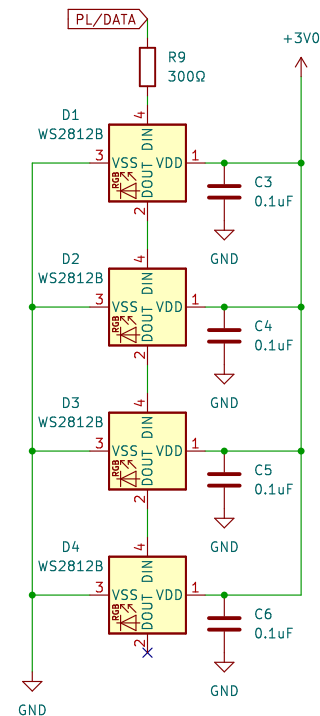 PL/DATA
+3V0
R9
300Ω
4
D1
WS2812B
DIN
3
VSS
VDD
1
RGB
DOUT
2
C3
0.1uF
GND
4
D2
WS2812B
DIN
3
VSS
VDD
1
RGB
DOUT
2
C4
0.1uF
GND
4
D3
WS2812B
DIN
3
VSS
VDD
1
RGB
DOUT
2
C5
0.1uF
GND
4
D4
WS2812B
DIN
3
VSS
VDD
1
RGB
DOUT
2
C6
0.1uF
GND
GND